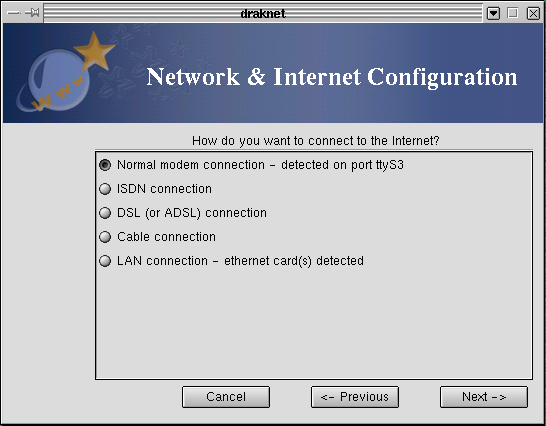 draknet
www
Network & Internet Configuration
How do you want to connect to the Internet?
Normal modem connection - detected on port ttyS3
ISDN connection
DSL (or ADSL) connection
Cable connection
LAN connection - ethernet card(s) detected
Cancel
<- Previous
Next ->